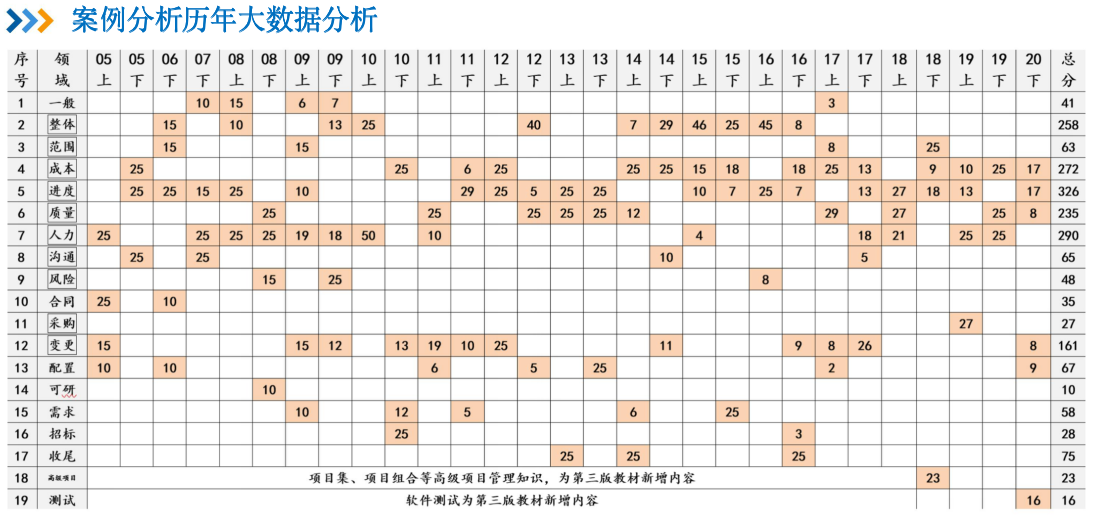 案例分析历年大数据分析
序号 领域 05上 05下 06下 07下 08上 08下 09上 09下 10上 10下 11上 11下 12上 12下 13上 13下 14上 14下 15上 15下 16上 16下 17上 17下 18上 18下 19上 19下 20下 总分
1 一般 10 15 6 7 3 41
2 整体 15 10 13 25 40 7 29 46 25 45 8 258
3 范围 15 15 8 25 63
4 成本 25 25 6 25 25 25 15 18 18 25 13 9 10 25 17 272
5 进度 25 25 15 25 10 29 25 5 25 25 10 7 25 7 13 27 18 13 17 326
6 质量 25 25 25 25 25 12 29 27 25 8 235
7 人力 25 25 25 25 19 18 50 10 4 18 21 25 25 290
8 沟通 25 25 10 5 65
9 风险 15 25 8 48
10 合同 25 10 35
11 采购 27 27
12 变更 15 15 12 13 19 10 25 11 9 8 26 8 161
13 配置 10 10 6 5 25 2 9 67
14 可研 10 10
15 需求 10 12 5 6 25 58
16 招标 25 3 28
17 收尾 25 25 25 75
18 高级项目 项目集、项目组合等高级项目管理知识，为第三版教材新增内容 23 23
19 测试 软件测试为第三版教材新增内容 16 16